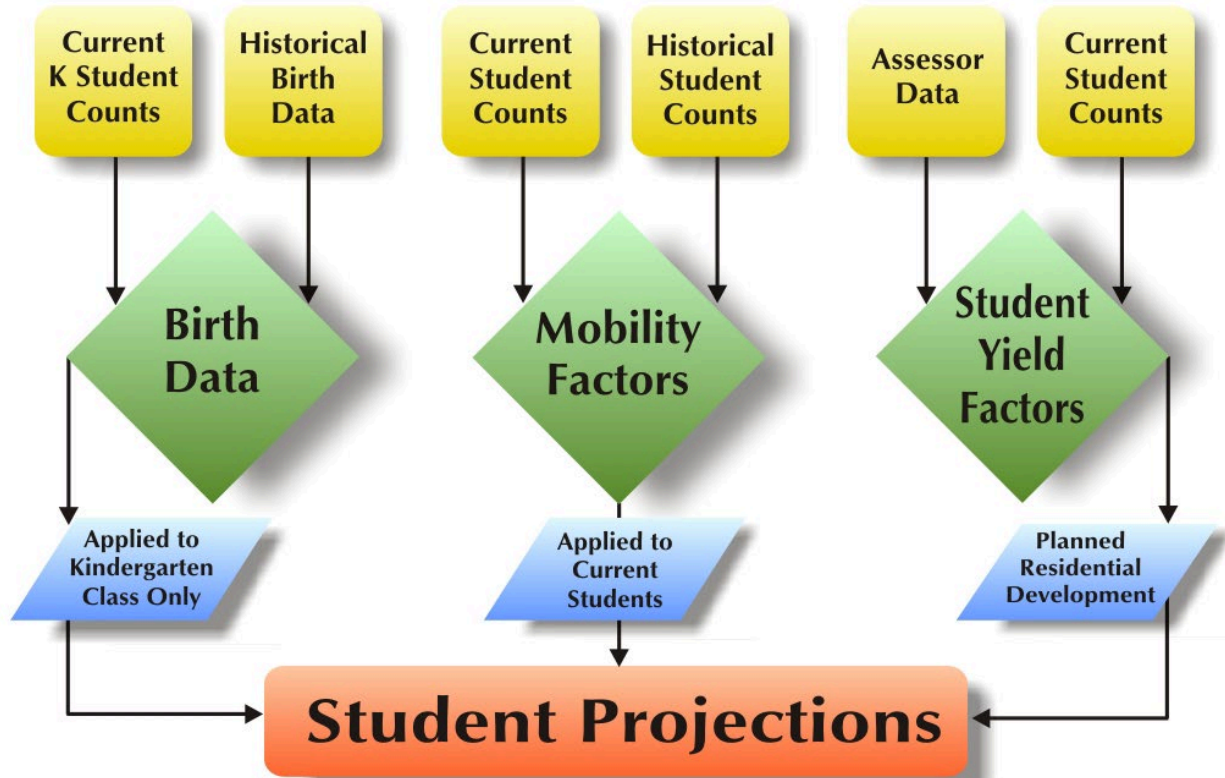 Current
K Student
Counts
Historical
Birth
Data
Current
Student
Counts
Historical
Student
Counts
Assessor
Data
Current
Student
Counts
Birth
Data
Mobility
Factors
Student
Yield
Factors
Applied to
Kindergarten
Class Only
Applied to
Current
Students
Planned
Residential
Development
Student Projections